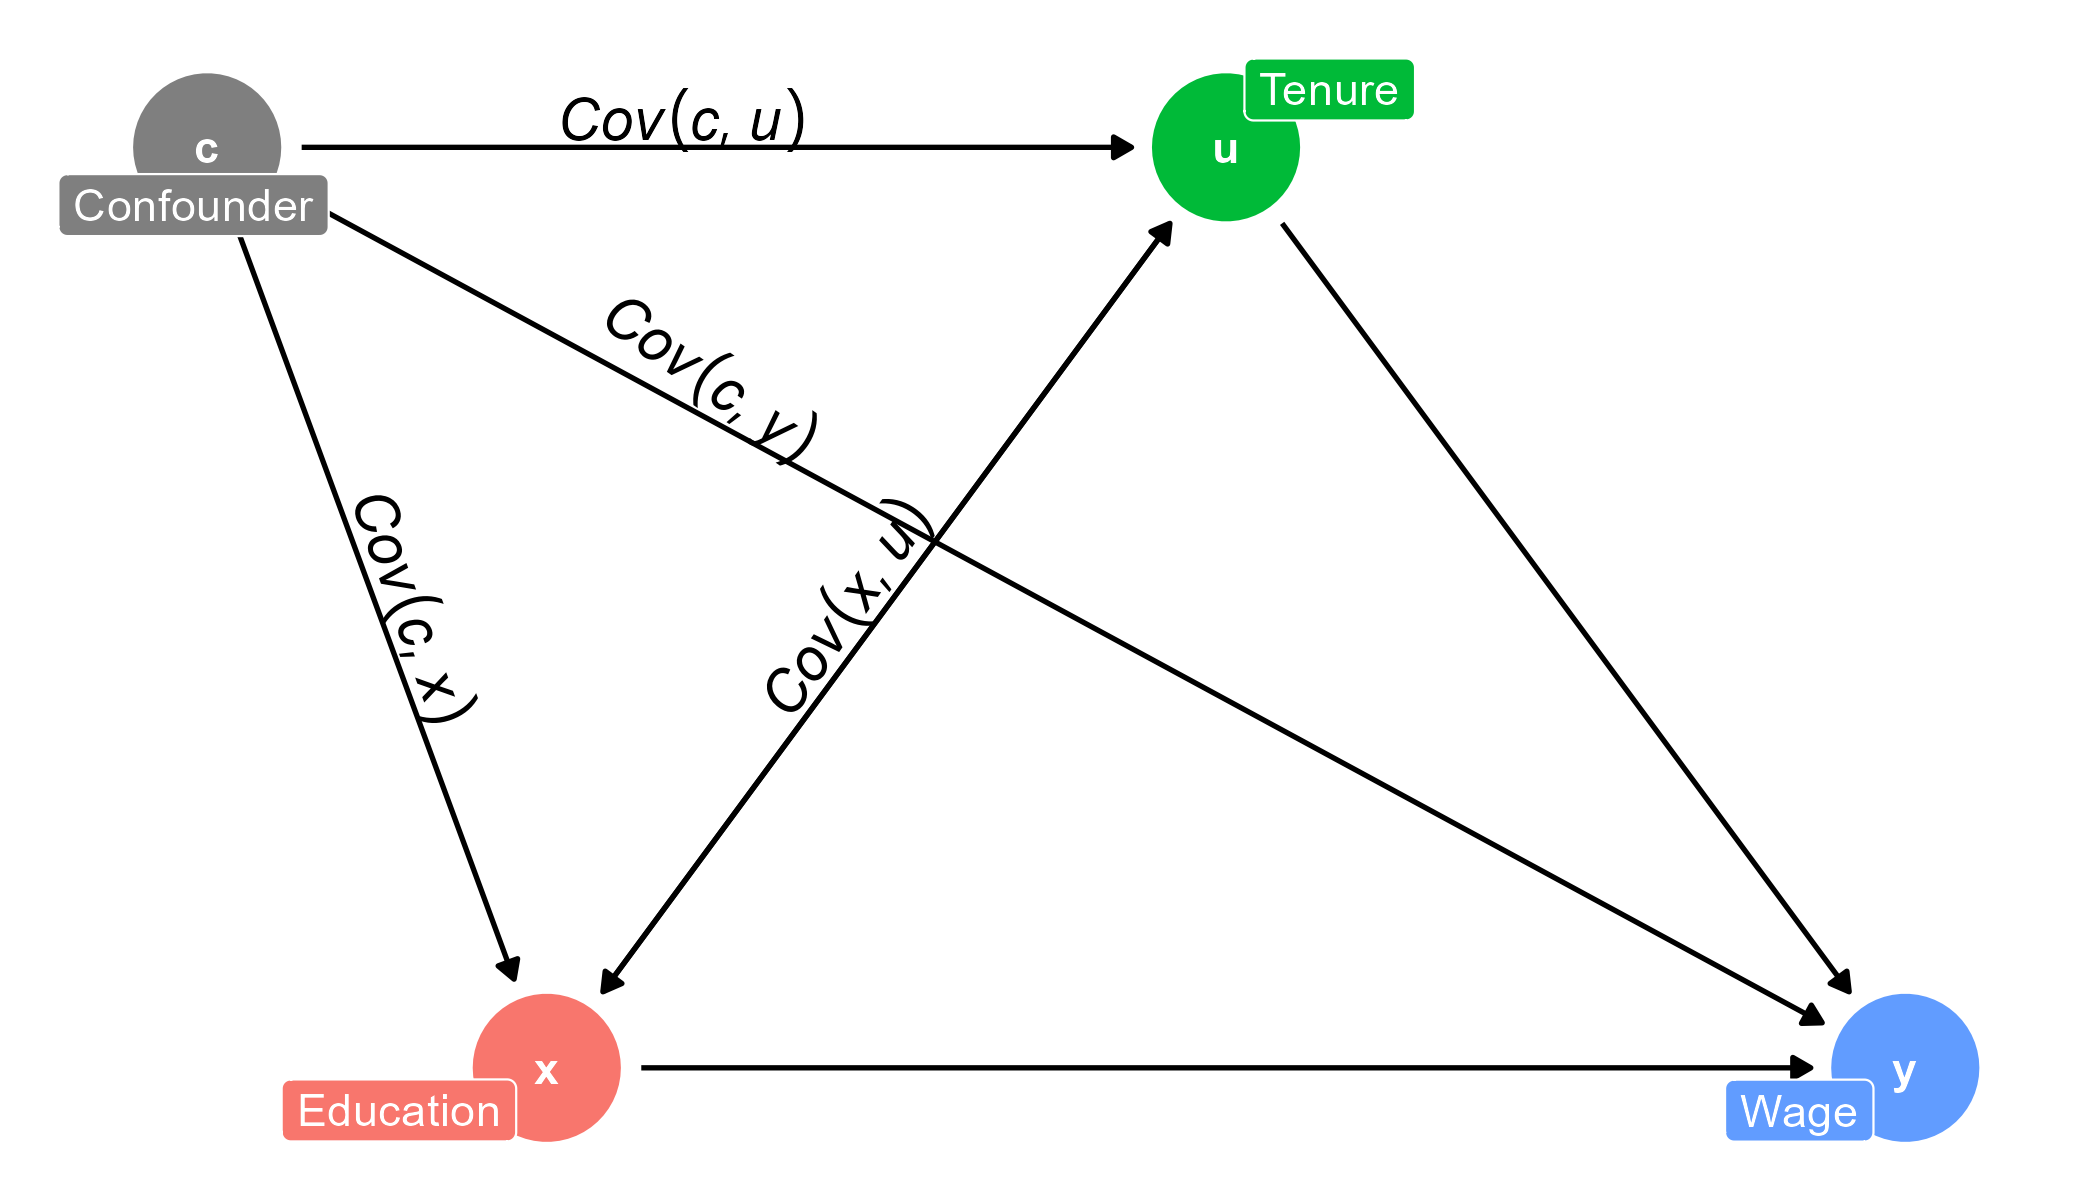 Tenure
Cov(c, u)
c
u
Confounder
Cov(c, y)
Cov(c, x)
Cov(x, u)
x
y
Education
Wage